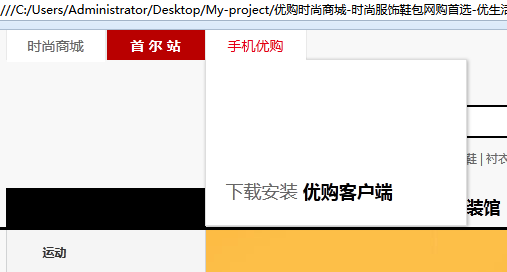 ///C:/Users/Administrator/Desktop/My-project/优购时尚商城-时尚服饰鞋包网购首选-优生活
时尚商城 首尔站 手机优购
鞋 | 衬衣
下载安装 优购客户端
装馆
运动